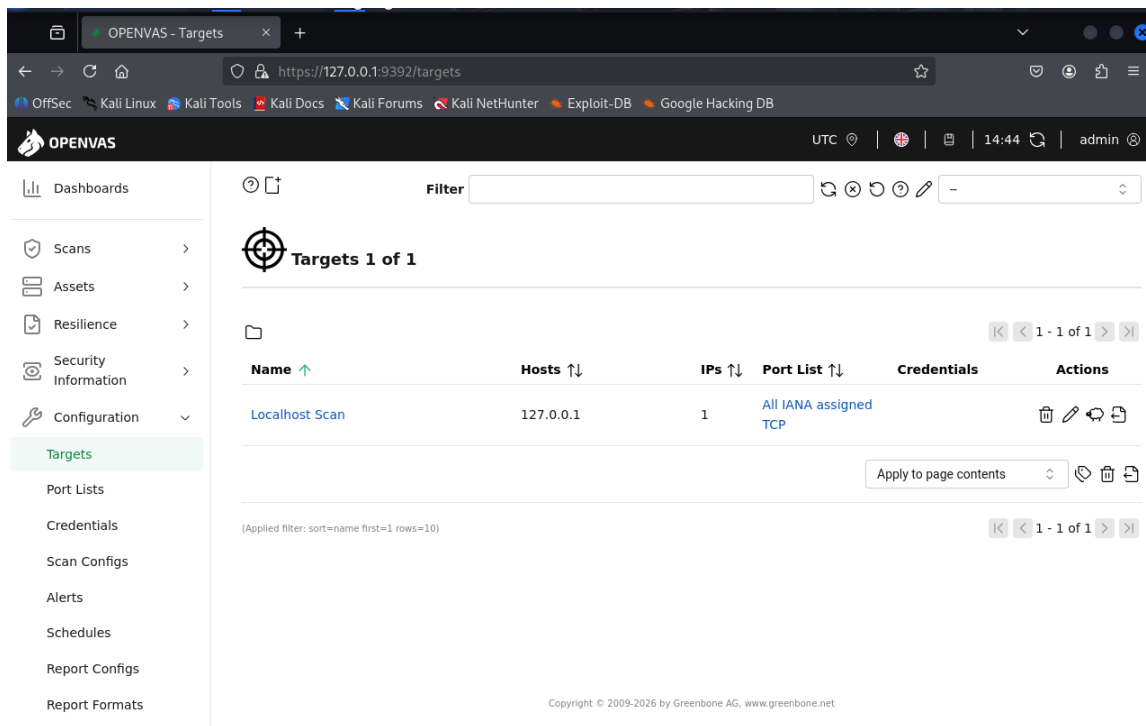 OPENVAS - Targets
https://127.0.0.1:9392/targets
OffSec Kali Linux Kali Tools Kali Docs Kali Forums Kali NetHunter Exploit-DB Google Hacking DB
OPENVAS UTC 14:44 admin
Dashboards
Scans
Assets
Resilience
Security
Information
Configuration
Targets
Port Lists
Credentials
Scan Configs
Alerts
Schedules
Report Configs
Report Formats
Filter --
Targets 1 of 1
1 - 1 of 1
Name Hosts IPs Port List Credentials Actions
Localhost Scan 127.0.0.1 1 All IANA assigned
TCP
Apply to page contents
(Applied filter: sort=name first=1 rows=10) 1 - 1 of 1
Copyright © 2009-2026 by Greenbone AG, www.greenbone.net